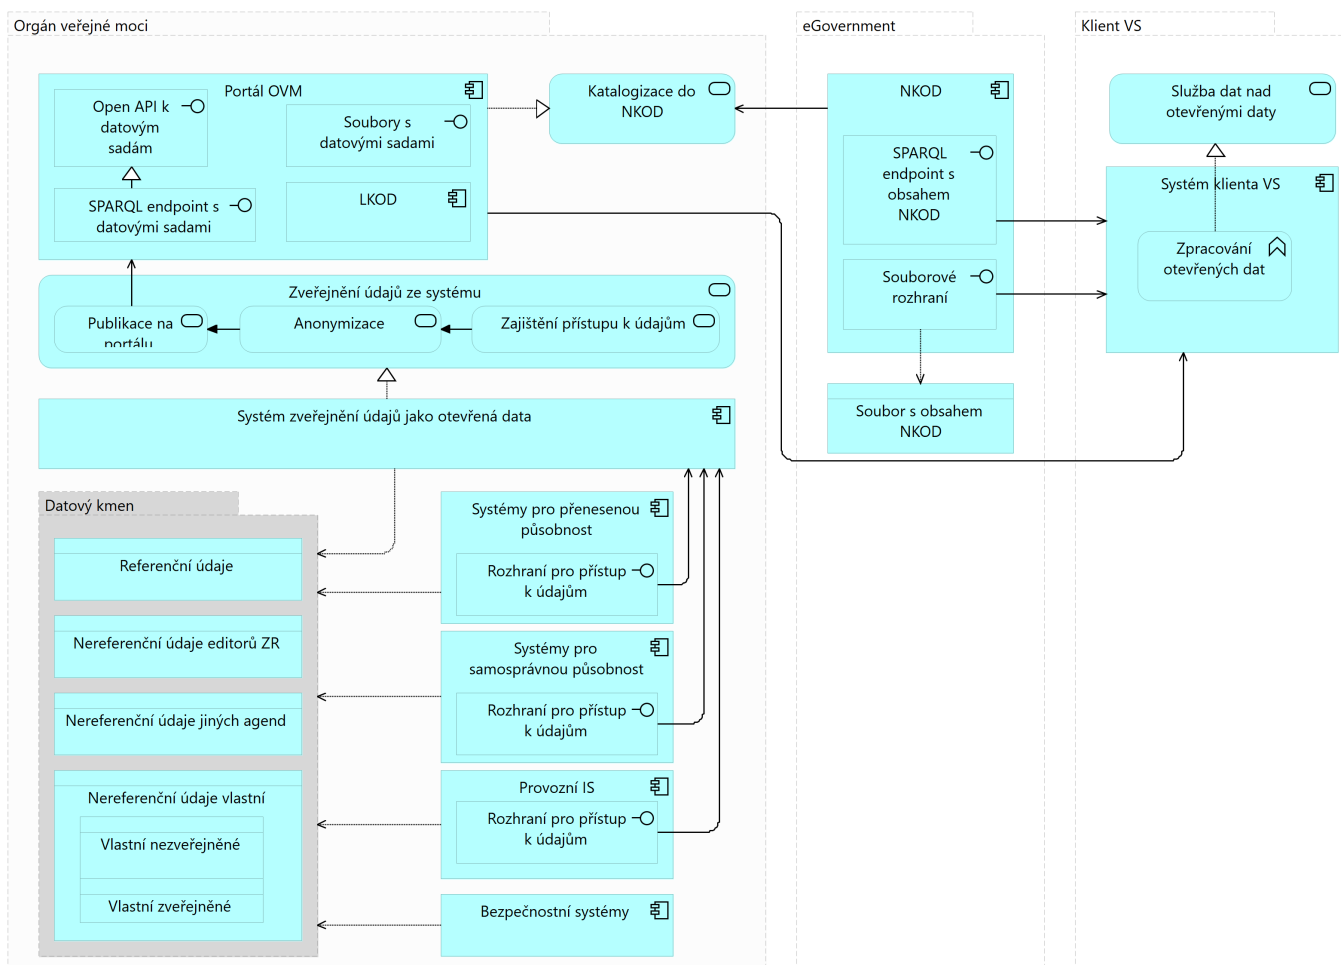 Orgán veřejné moci
Portál OVM
Open API k
datovým
sadám
Soubory s
datovými sadami
SPARQL endpoint s
datovými sadami
LKOD
Katalogizace do
NKOD
Zveřejnění údajů ze systému
Publikace na
portálu
Anonymizace
Zajištění přístupu k údajům
Systém zveřejnění údajů jako otevřená data
Datový kmen
Referenční údaje
Nereferenční údaje editorů ZR
Nereferenční údaje jiných agend
Nereferenční údaje vlastní
Vlastní nezveřejněné
Vlastní zveřejněné
Systémy pro přenesenou
působnost
Rozhraní pro přístup
k údajům
Systémy pro
samosprávnou působnost
Rozhraní pro přístup
k údajům
Provozní IS
Rozhraní pro přístup
k údajům
Bezpečnostní systémy
eGovernment
NKOD
SPARQL
endpoint s
obsahem
NKOD
Souborové
rozhraní
Soubor s obsahem
NKOD
Klient VS
Služba dat nad
otevřenými daty
Systém klienta VS
Zpracování
otevřených dat